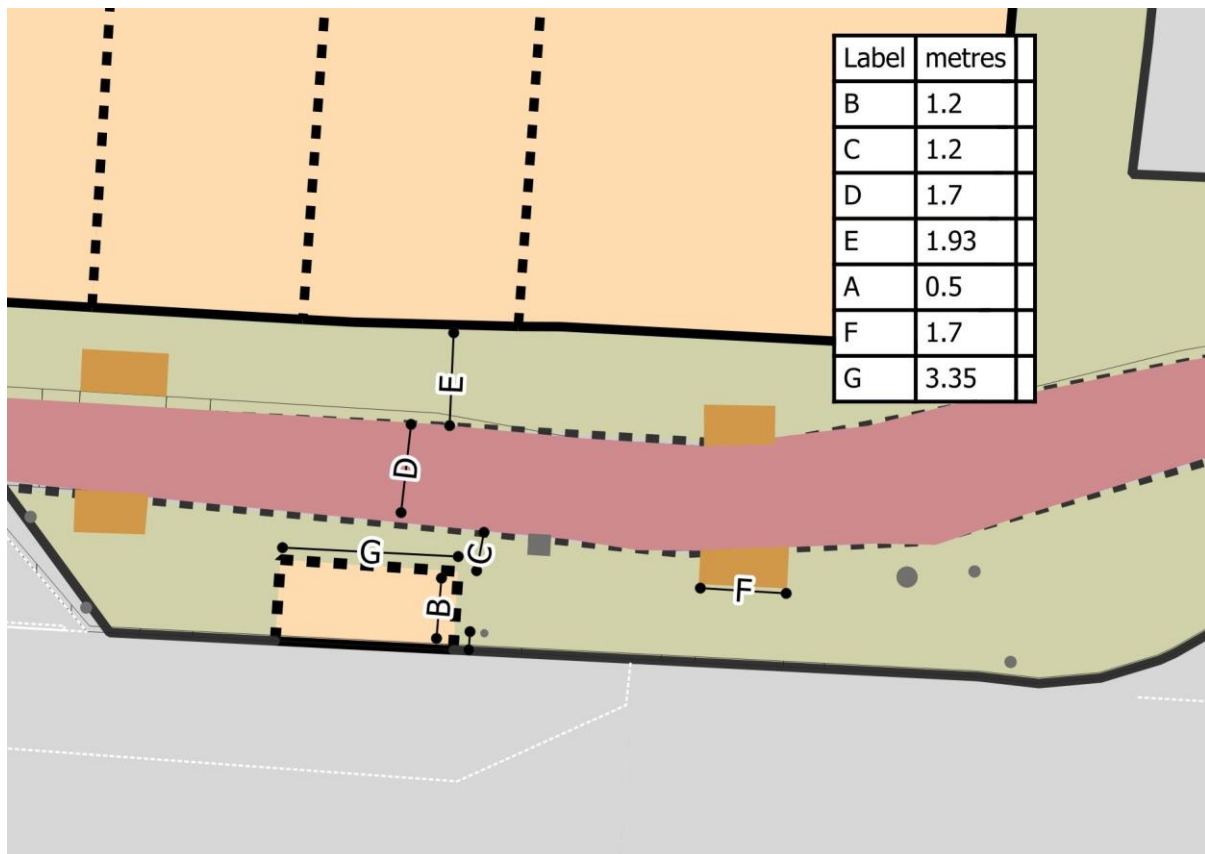 Label metres
B 1.2
C 1.2
D 1.7
E 1.93
A 0.5
F 1.7
G 3.35
E
D
G
C
B
F